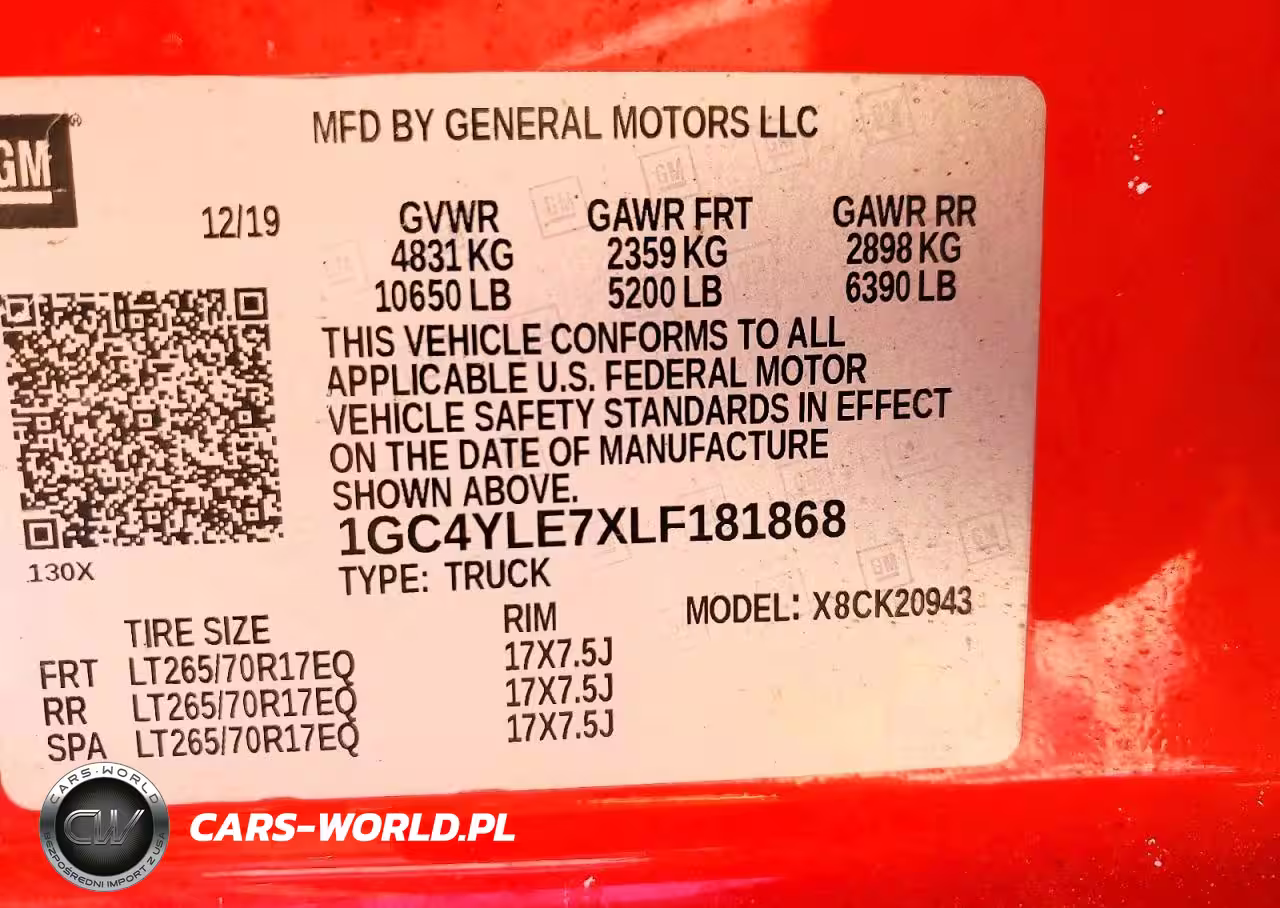 GM®
MFD BY GENERAL MOTORS LLC
12/19
GVWR GAWR FRT GAWR RR
4831 KG 2359 KG 2898 KG
10650 LB 5200 LB 6390 LB
THIS VEHICLE CONFORMS TO ALL
APPLICABLE U.S. FEDERAL MOTOR
VEHICLE SAFETY STANDARDS IN EFFECT
ON THE DATE OF MANUFACTURE
SHOWN ABOVE.
1GC4YLE7XLF181868
130X
TYPE: TRUCK
MODEL: X8CK20943
TIRE SIZE RIM
FRT LT265/70R17EQ 17X7.5J
RR LT265/70R17EQ 17X7.5J
SPA LT265/70R17EQ 17X7.5J
CARS-WORLD
CW
BEZPOŚREDNI IMPORT Z USA
CARS-WORLD.PL